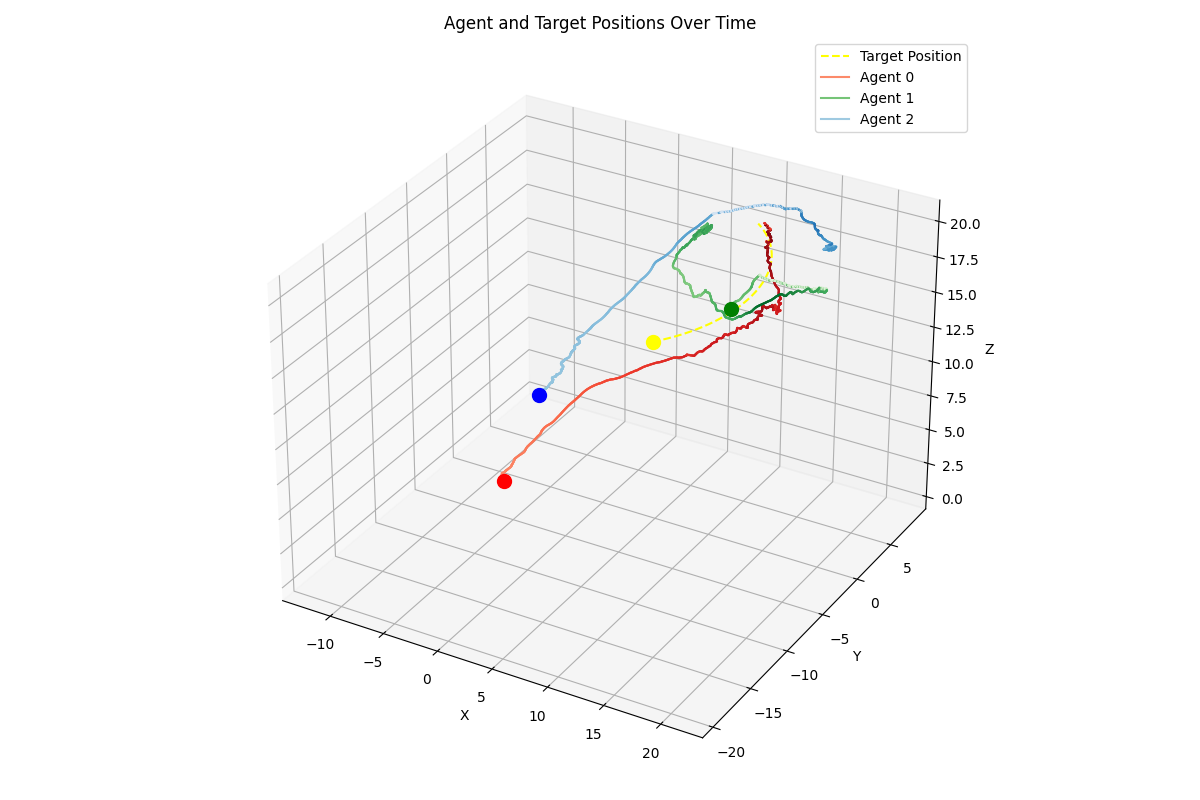 Agent and Target Positions Over Time
Target Position
Agent 0
Agent 1
Agent 2
20.0
17.5
15.0
12.5
10.0
7.5
5.0
2.5
0.0
Z
5
0
−5
−10
−15
−20
Y
−10
−5
0
5
10
15
20
X